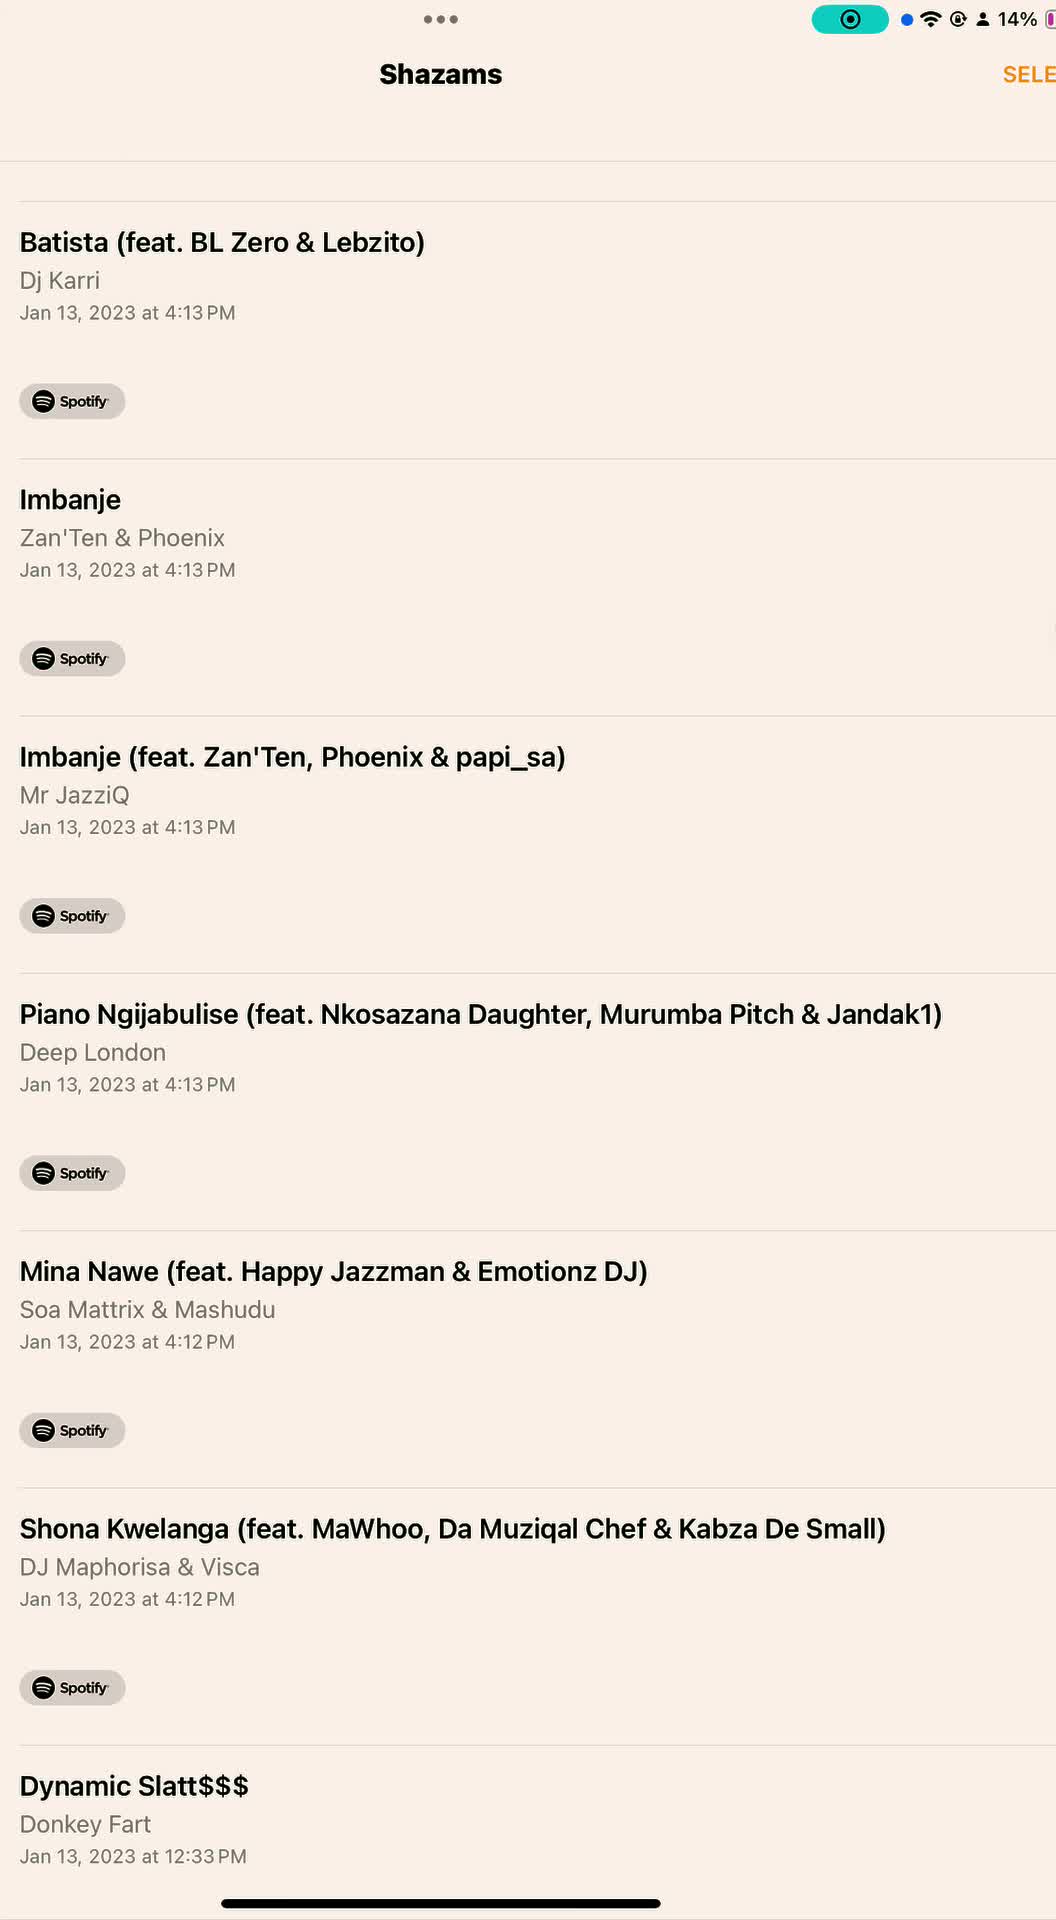 14%
Shazams
SELE
Batista (feat. BL Zero & Lebzito)
Dj Karri
Jan 13, 2023 at 4:13 PM
Spotify
Imbanje
Zan'Ten & Phoenix
Jan 13, 2023 at 4:13 PM
Spotify
Imbanje (feat. Zan'Ten, Phoenix & papi_sa)
Mr JazziQ
Jan 13, 2023 at 4:13 PM
Spotify
Piano Ngijabulise (feat. Nkosazana Daughter, Murumba Pitch & Jandak1)
Deep London
Jan 13, 2023 at 4:13 PM
Spotify
Mina Nawe (feat. Happy Jazzman & Emotionz DJ)
Soa Mattrix & Mashudu
Jan 13, 2023 at 4:12 PM
Spotify
Shona Kwelanga (feat. MaWhoo, Da Muziqal Chef & Kabza De Small)
DJ Maphorisa & Visca
Jan 13, 2023 at 4:12 PM
Spotify
Dynamic Slatt$$$
Donkey Fart
Jan 13, 2023 at 12:33 PM